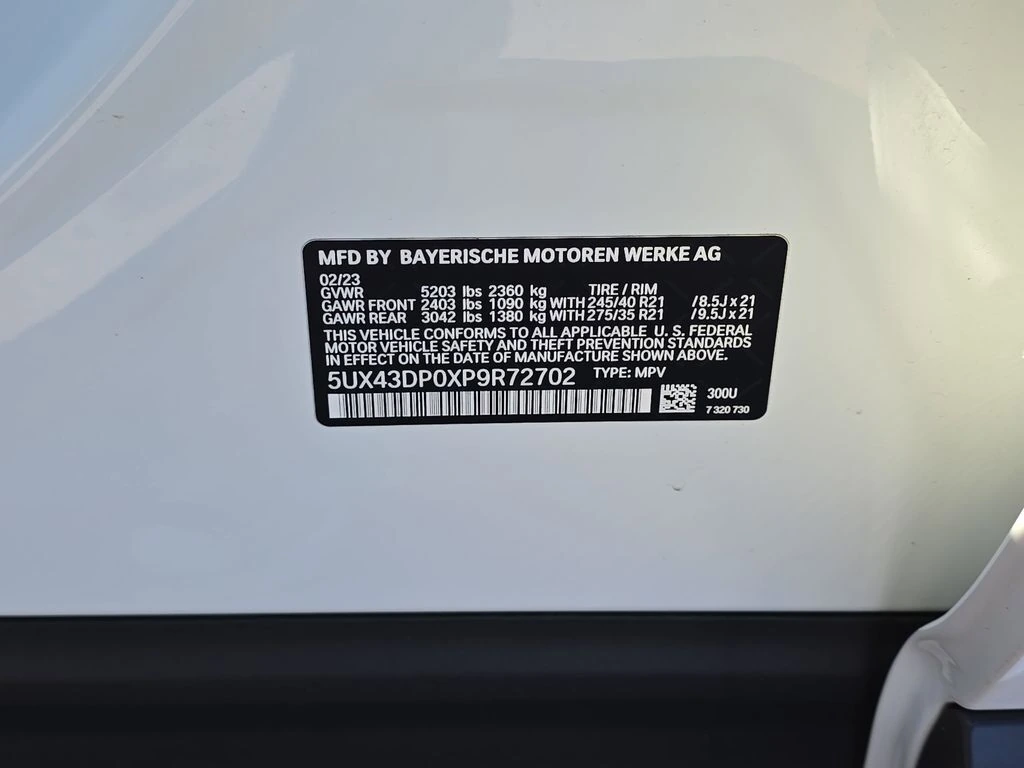 MFD BY BAYERISCHE MOTOREN WERKE AG
02/23
GVWR 5203 lbs 2360 kg TIRE / RIM
GAWR FRONT 2403 lbs 1090 kg WITH 245/40 R21 /8.5J x 21
GAWR REAR 3042 lbs 1380 kg WITH 275/35 R21 /9.5J x 21
THIS VEHICLE CONFORMS TO ALL APPLICABLE U. S. FEDERAL
MOTOR VEHICLE SAFETY AND THEFT PREVENTION STANDARDS
IN EFFECT ON THE DATE OF MANUFACTURE SHOWN ABOVE.
5UX43DP0XP9R72702 TYPE: MPV
300U
7 320 730